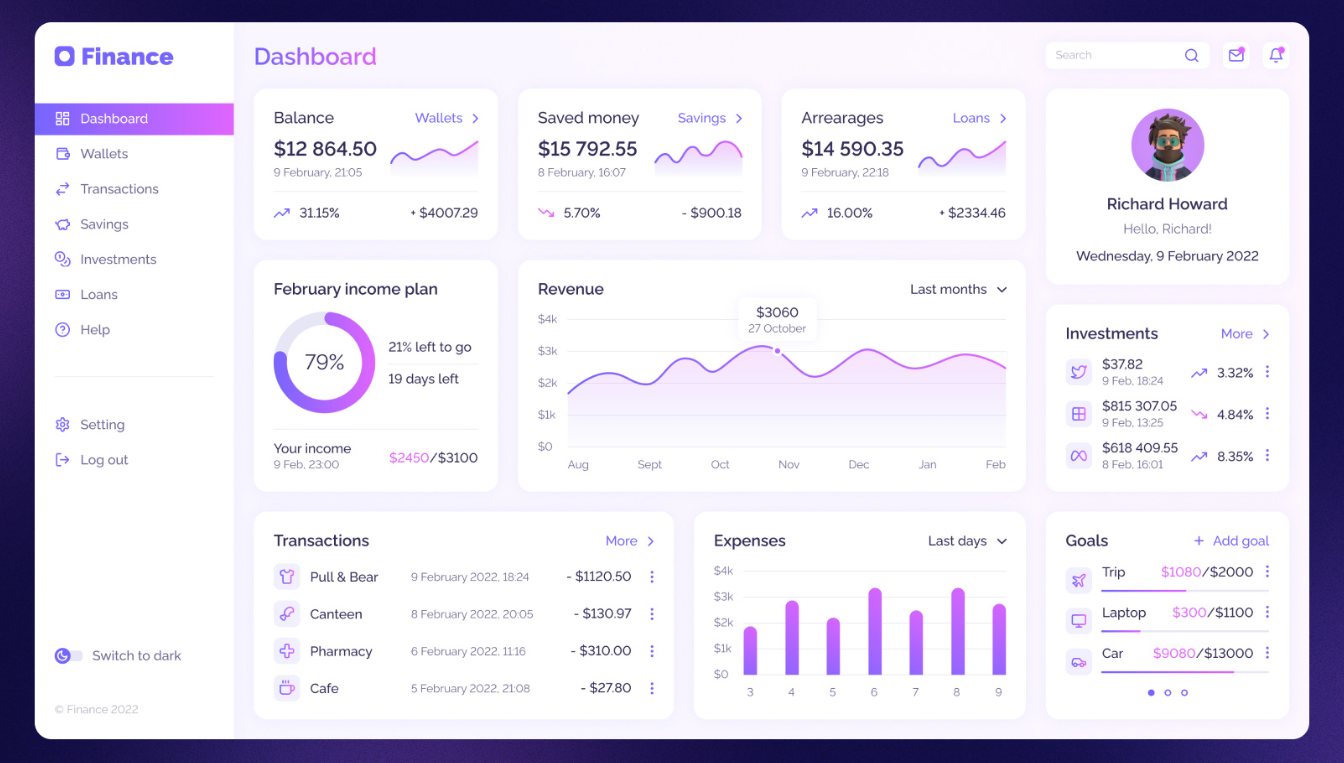 Finance
Dashboard
Wallets
Transactions
Savings
Investments
Loans
Help
Setting
Log out
Switch to dark
© Finance 2022
Dashboard
Search
Balance Wallets
$12 864.50
9 February, 21:05
31.15% + $4007.29
Saved money Savings
$15 792.55
8 February, 16:07
5.70% - $900.18
Arrearages Loans
$14 590.35
9 February, 22:18
16.00% + $2334.46
Richard Howard
Hello, Richard!
Wednesday, 9 February 2022
February income plan
79%
21% left to go
19 days left
Your income
9 Feb, 23:00
$2450/$3100
Revenue Last months
$3060
27 October
$4k
$3k
$2k
$1k
$0
Aug Sept Oct Nov Dec Jan Feb
Investments More
$37.82
9 Feb, 18:24
3.32%
$815 307.05
9 Feb, 13:25
4.84%
$618 409.55
8 Feb, 16:01
8.35%
Transactions More
Pull & Bear 9 February 2022, 18:24 - $1120.50
Canteen 8 February 2022, 20:05 - $130.97
Pharmacy 6 February 2022, 11:16 - $310.00
Cafe 5 February 2022, 21:08 - $27.80
Expenses Last days
$4k
$3k
$2k
$1k
$0
3 4 5 6 7 8 9
Goals + Add goal
Trip $1080/$2000
Laptop $300/$1100
Car $9080/$13000